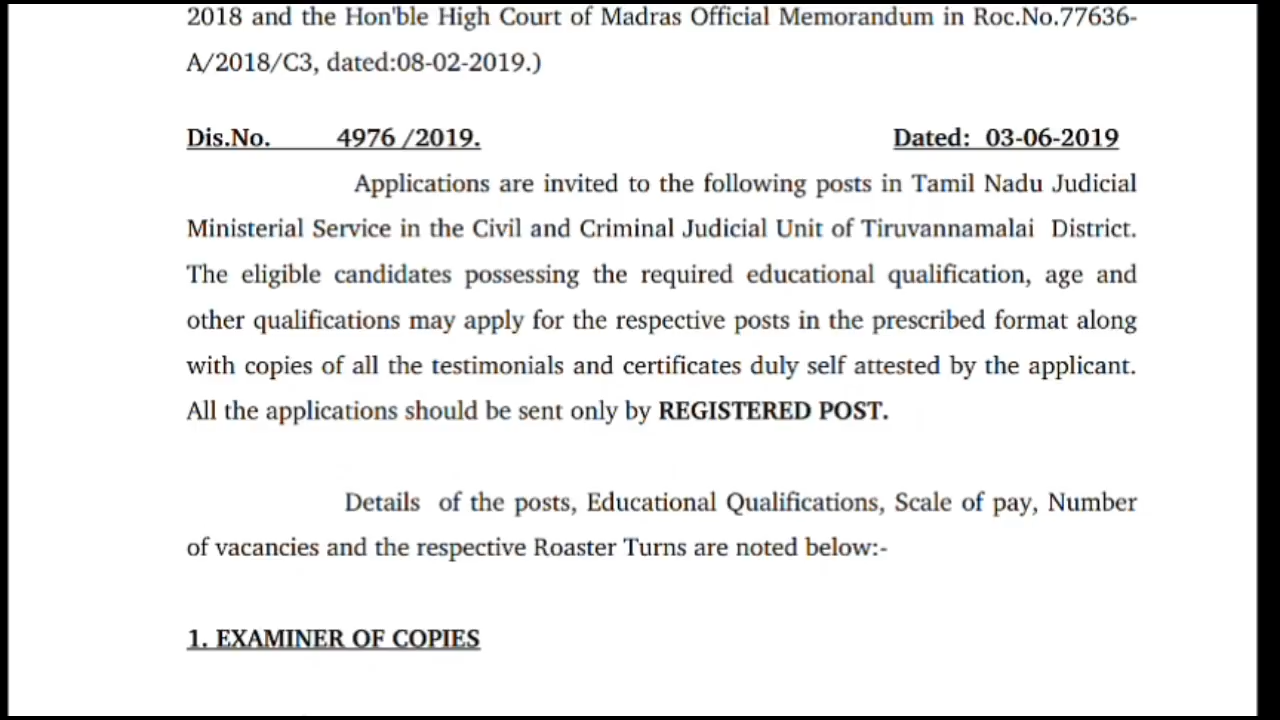 2018 and the Hon'ble High Court of Madras Official Memorandum in Roc.No.77636-
A/2018/C3, dated:08-02-2019.)
Dis.No. 4976 /2019. Dated: 03-06-2019
Applications are invited to the following posts in Tamil Nadu Judicial
Ministerial Service in the Civil and Criminal Judicial Unit of Tiruvannamalai District.
The eligible candidates possessing the required educational qualification, age and
other qualifications may apply for the respective posts in the prescribed format along
with copies of all the testimonials and certificates duly self attested by the applicant.
All the applications should be sent only by REGISTERED POST.
Details of the posts, Educational Qualifications, Scale of pay, Number
of vacancies and the respective Roaster Turns are noted below:-
1. EXAMINER OF COPIES